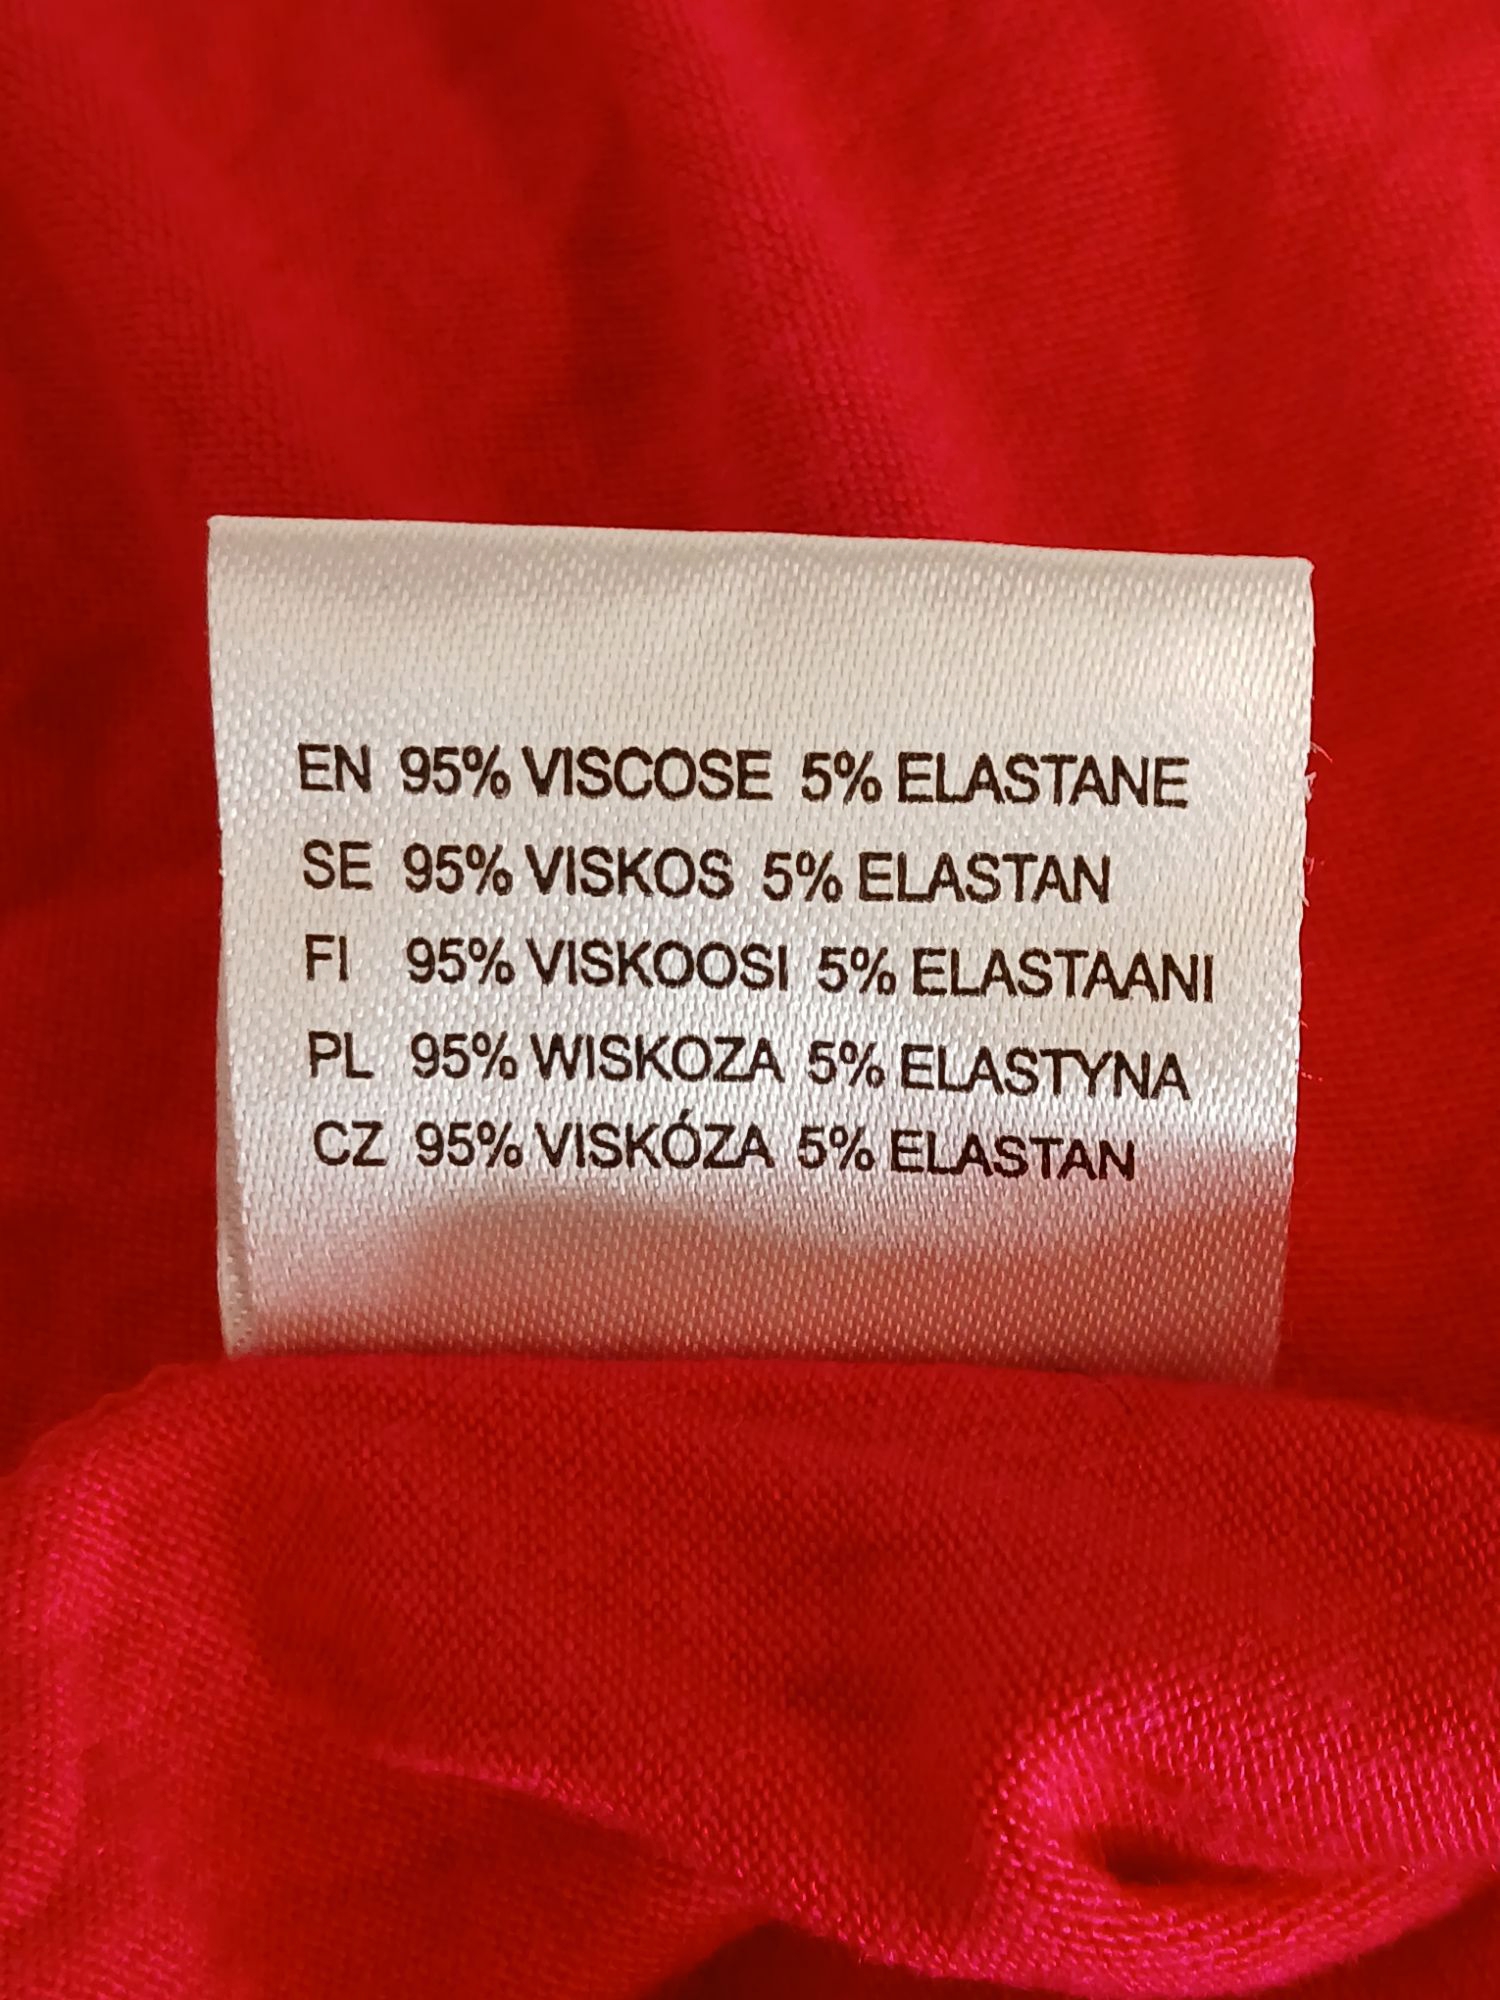 EN 95% VISCOSE 5% ELASTANE
SE 95% VISKOS 5% ELASTAN
FI 95% VISKOOSI 5% ELASTAANI
PL 95% WISKOZA 5% ELASTYNA
CZ 95% VISKÓZA 5% ELASTAN